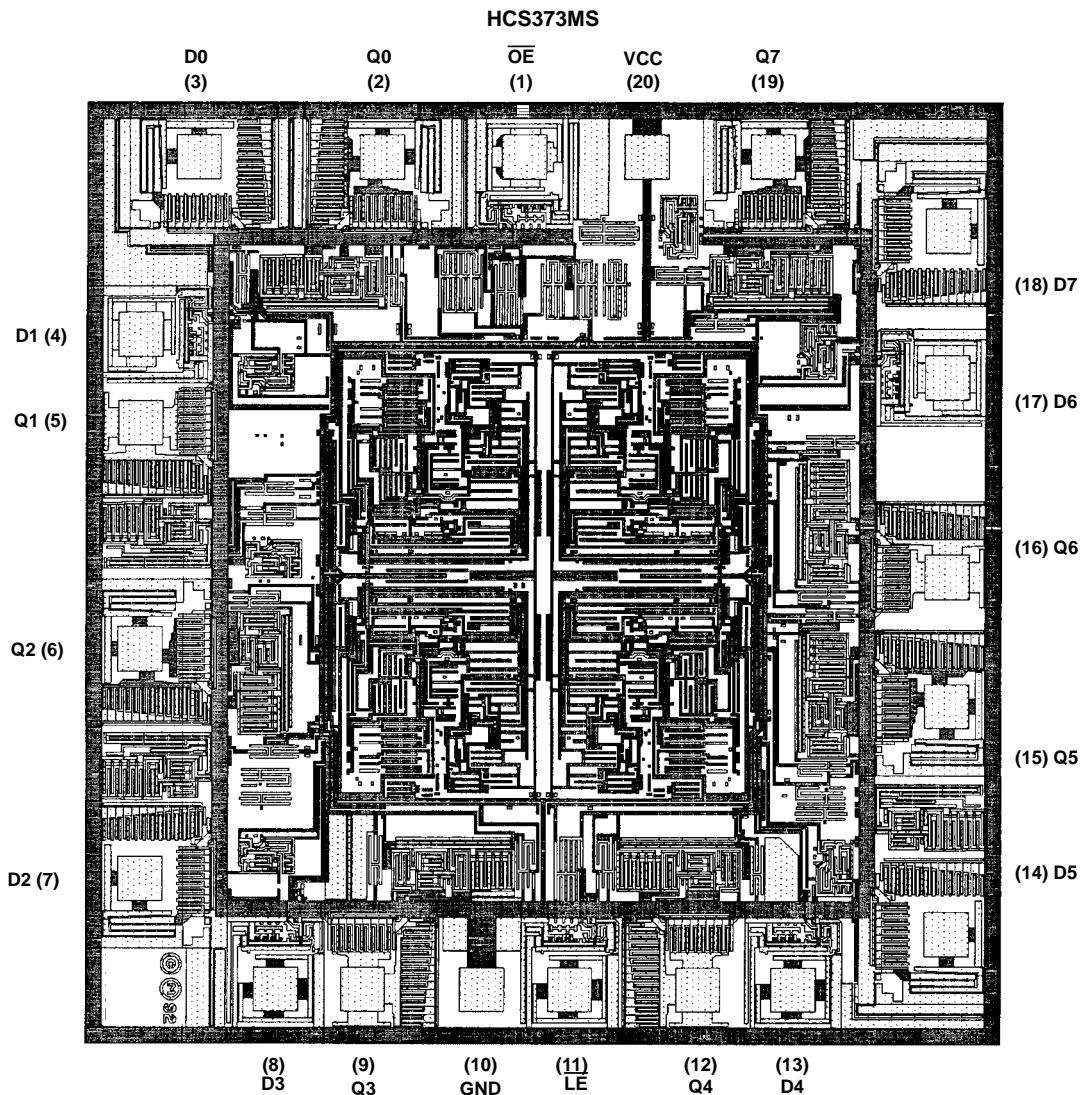 HCS373MS
D0 Q0 O̅E̅ VCC Q7
(3) (2) (1) (20) (19)
(18) D7
D1 (4)
(17) D6
Q1 (5)
(16) Q6
Q2 (6)
(15) Q5
D2 (7)
(14) D5
(8) (9) (10) (11) (12) (13)
D3 Q3 GND L̅E̅ Q4 D4